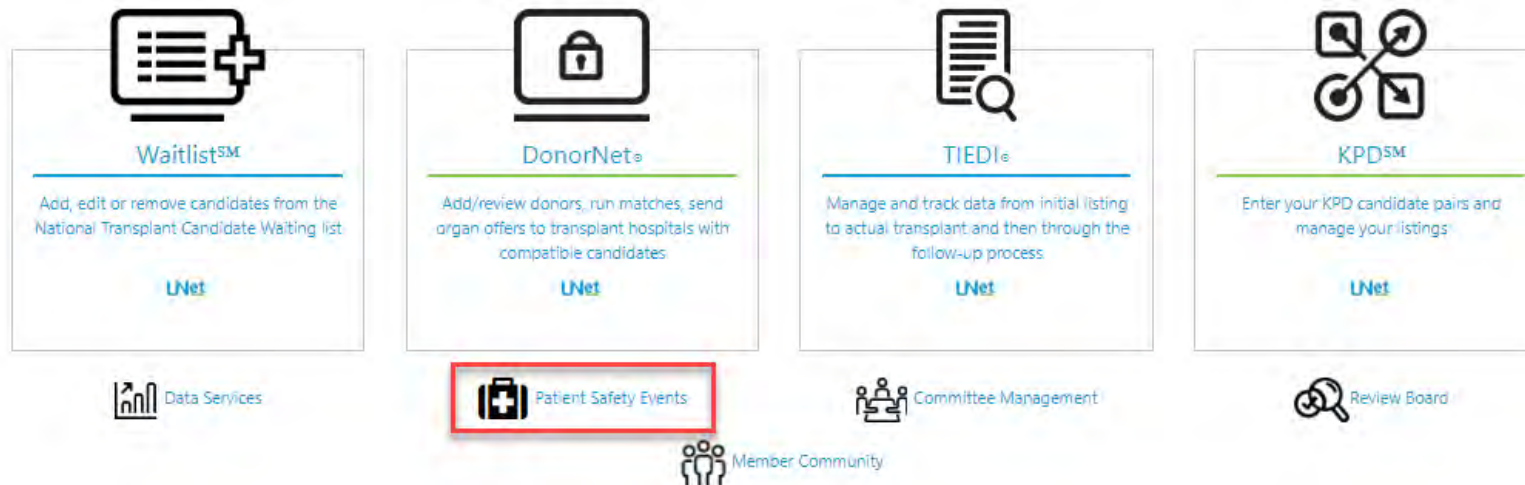 Waitlist℠
Add, edit or remove candidates from the
National Transplant Candidate Waiting list
UNet
DonorNet®
Add/review donors, run matches, send
organ offers to transplant hospitals with
compatible candidates
UNet
TIEDI®
Manage and track data from initial listing
to actual transplant and then through the
follow-up process
UNet
KPD℠
Enter your KPD candidate pairs and
manage your listings
UNet
Data Services
Patient Safety Events
Committee Management
Review Board
Member Community